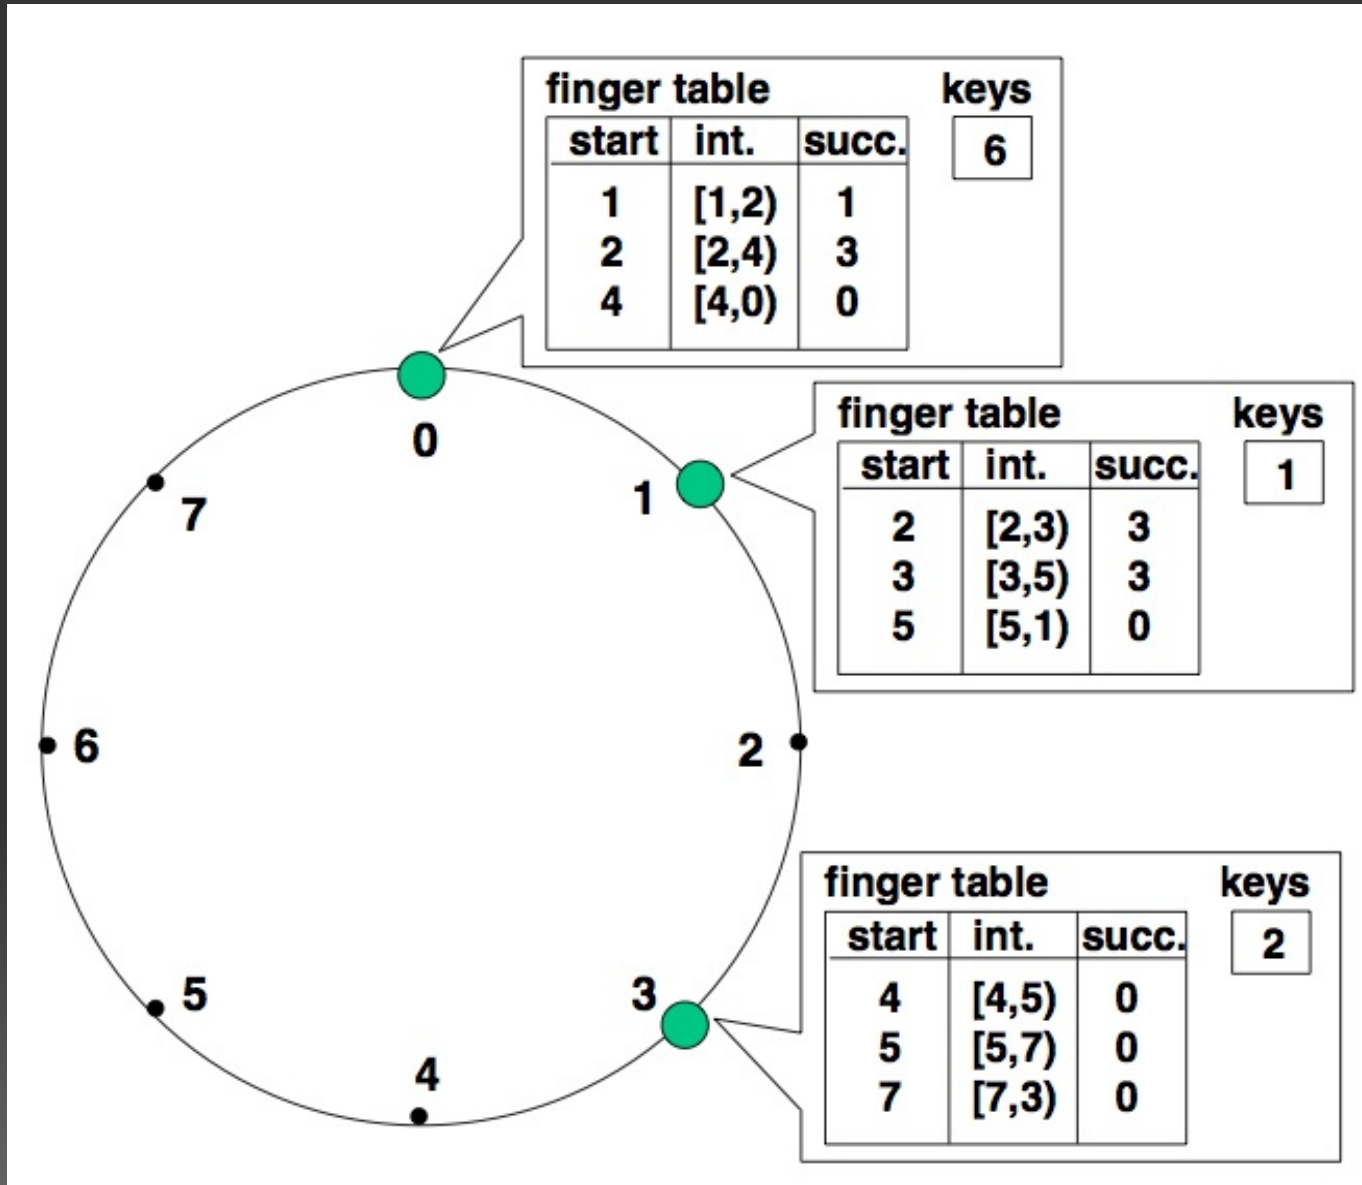 finger table keys
start int. succ. 6
1 [1,2) 1
2 [2,4) 3
4 [4,0) 0
0
finger table keys
start int. succ. 1
2 [2,3) 3
3 [3,5) 3
5 [5,1) 0
1
7
6
2
finger table keys
start int. succ. 2
4 [4,5) 0
5 [5,7) 0
7 [7,3) 0
5
3
4